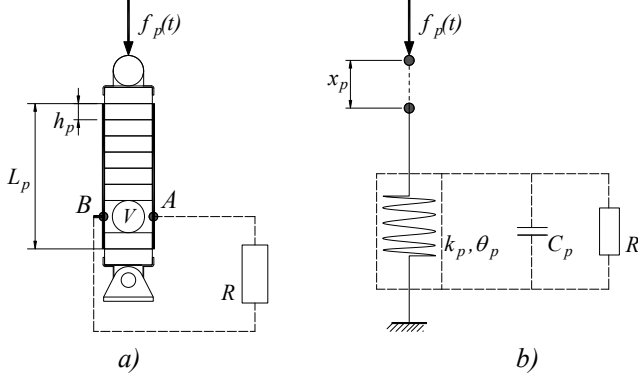 f_p(t)
h_p
L_p
B
V
A
R
a)
f_p(t)
x_p
k_p, θ_p
C_p
R
b)